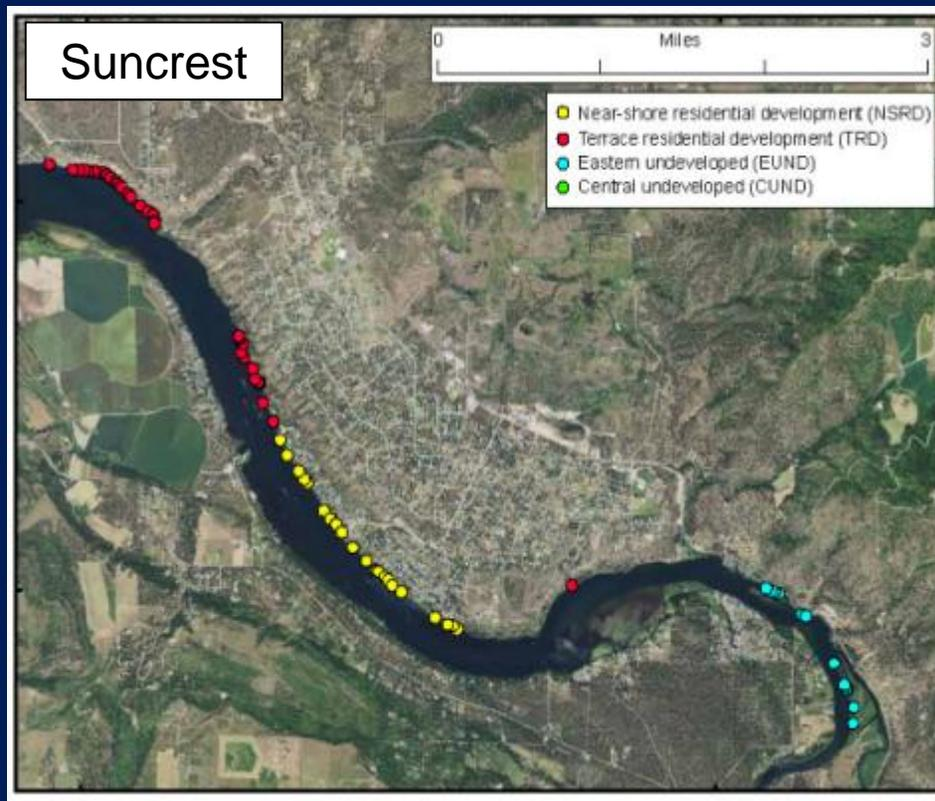 Suncrest
0 Miles 3
Near-shore residential development (NSRD)
Terrace residential development (TRD)
Eastern undeveloped (EUND)
Central undeveloped (CUND)